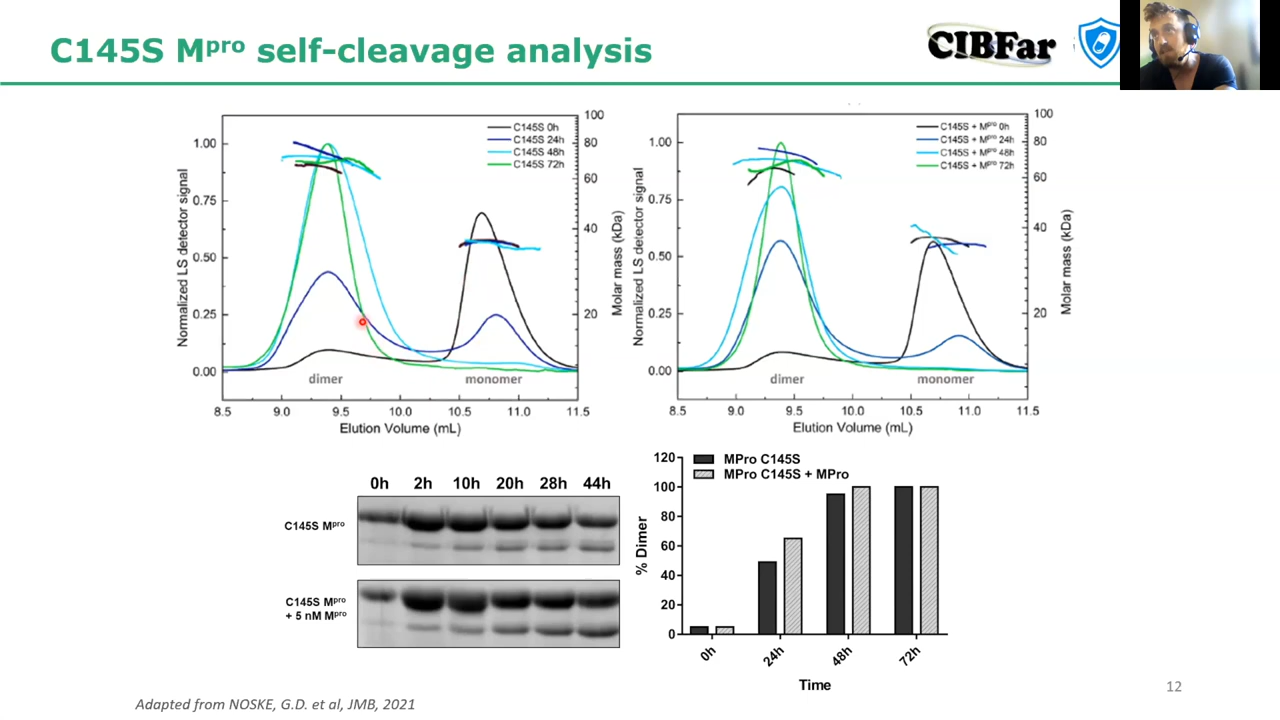 C145S Mpro self-cleavage analysis
CIBFar
C145S 0h
C145S 24h
C145S 48h
C145S 72h
Normalized LS detector signal
1.00
0.75
0.50
0.25
0.00
100
80
60
40
20
Molar mass (kDa)
dimer
monomer
8.5 9.0 9.5 10.0 10.5 11.0 11.5
Elution Volume (mL)
C145S + Mpro 0h
C145S + Mpro 24h
C145S + Mpro 48h
C145S + Mpro 72h
Normalized LS detector signal
1.00
0.75
0.50
0.25
0.00
100
80
60
40
20
Molar mass (kDa)
dimer
monomer
8.5 9.0 9.5 10.0 10.5 11.0 11.5
Elution Volume (mL)
0h 2h 10h 20h 28h 44h
C145S Mpro
C145S Mpro
+ 5 nM Mpro
MPro C145S
MPro C145S + MPro
% Dimer
120
100
80
60
40
20
0
0h 24h 48h 72h
Time
Adapted from NOSKE, G.D. et al, JMB, 2021
12